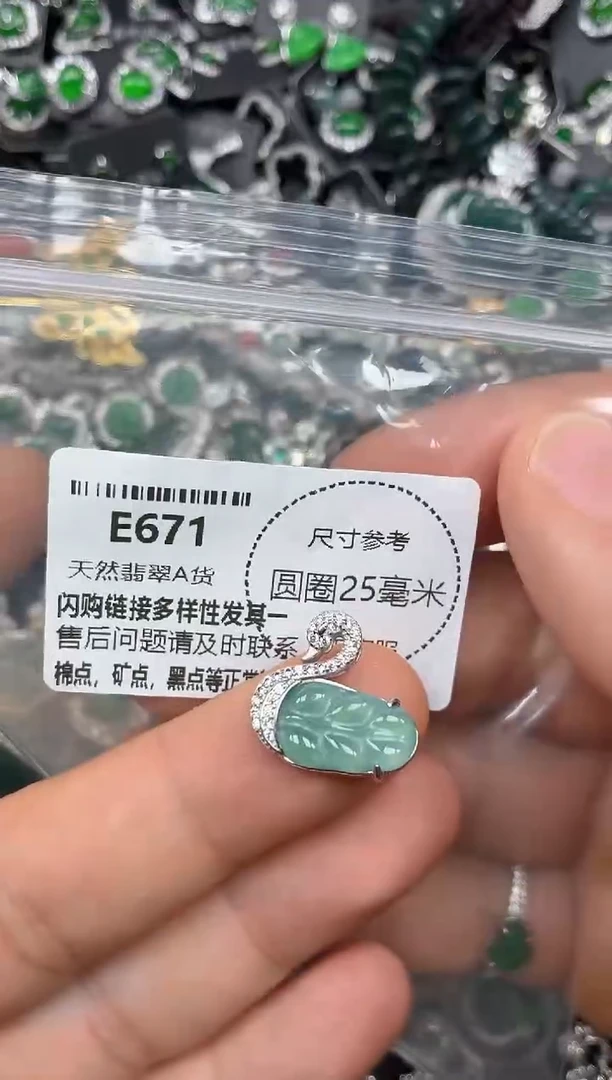 E671
天然翡翠A货
闪购链接多样性发其一
售后问题请及时联系
棉点，矿点，黑点等正常
尺寸参考
圆圈25毫米